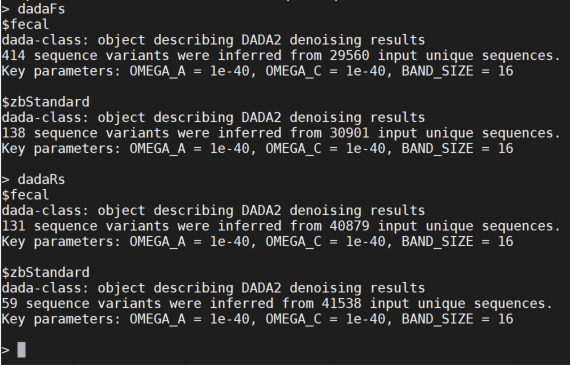 > dadaFs
$fecal
dada-class: object describing DADA2 denoising results
414 sequence variants were inferred from 29560 input unique sequences.
Key parameters: OMEGA_A = 1e-40, OMEGA_C = 1e-40, BAND_SIZE = 16
$zbStandard
dada-class: object describing DADA2 denoising results
138 sequence variants were inferred from 30901 input unique sequences.
Key parameters: OMEGA_A = 1e-40, OMEGA_C = 1e-40, BAND_SIZE = 16
> dadaRs
$fecal
dada-class: object describing DADA2 denoising results
131 sequence variants were inferred from 40879 input unique sequences.
Key parameters: OMEGA_A = 1e-40, OMEGA_C = 1e-40, BAND_SIZE = 16
$zbStandard
dada-class: object describing DADA2 denoising results
59 sequence variants were inferred from 41538 input unique sequences.
Key parameters: OMEGA_A = 1e-40, OMEGA_C = 1e-40, BAND_SIZE = 16
>